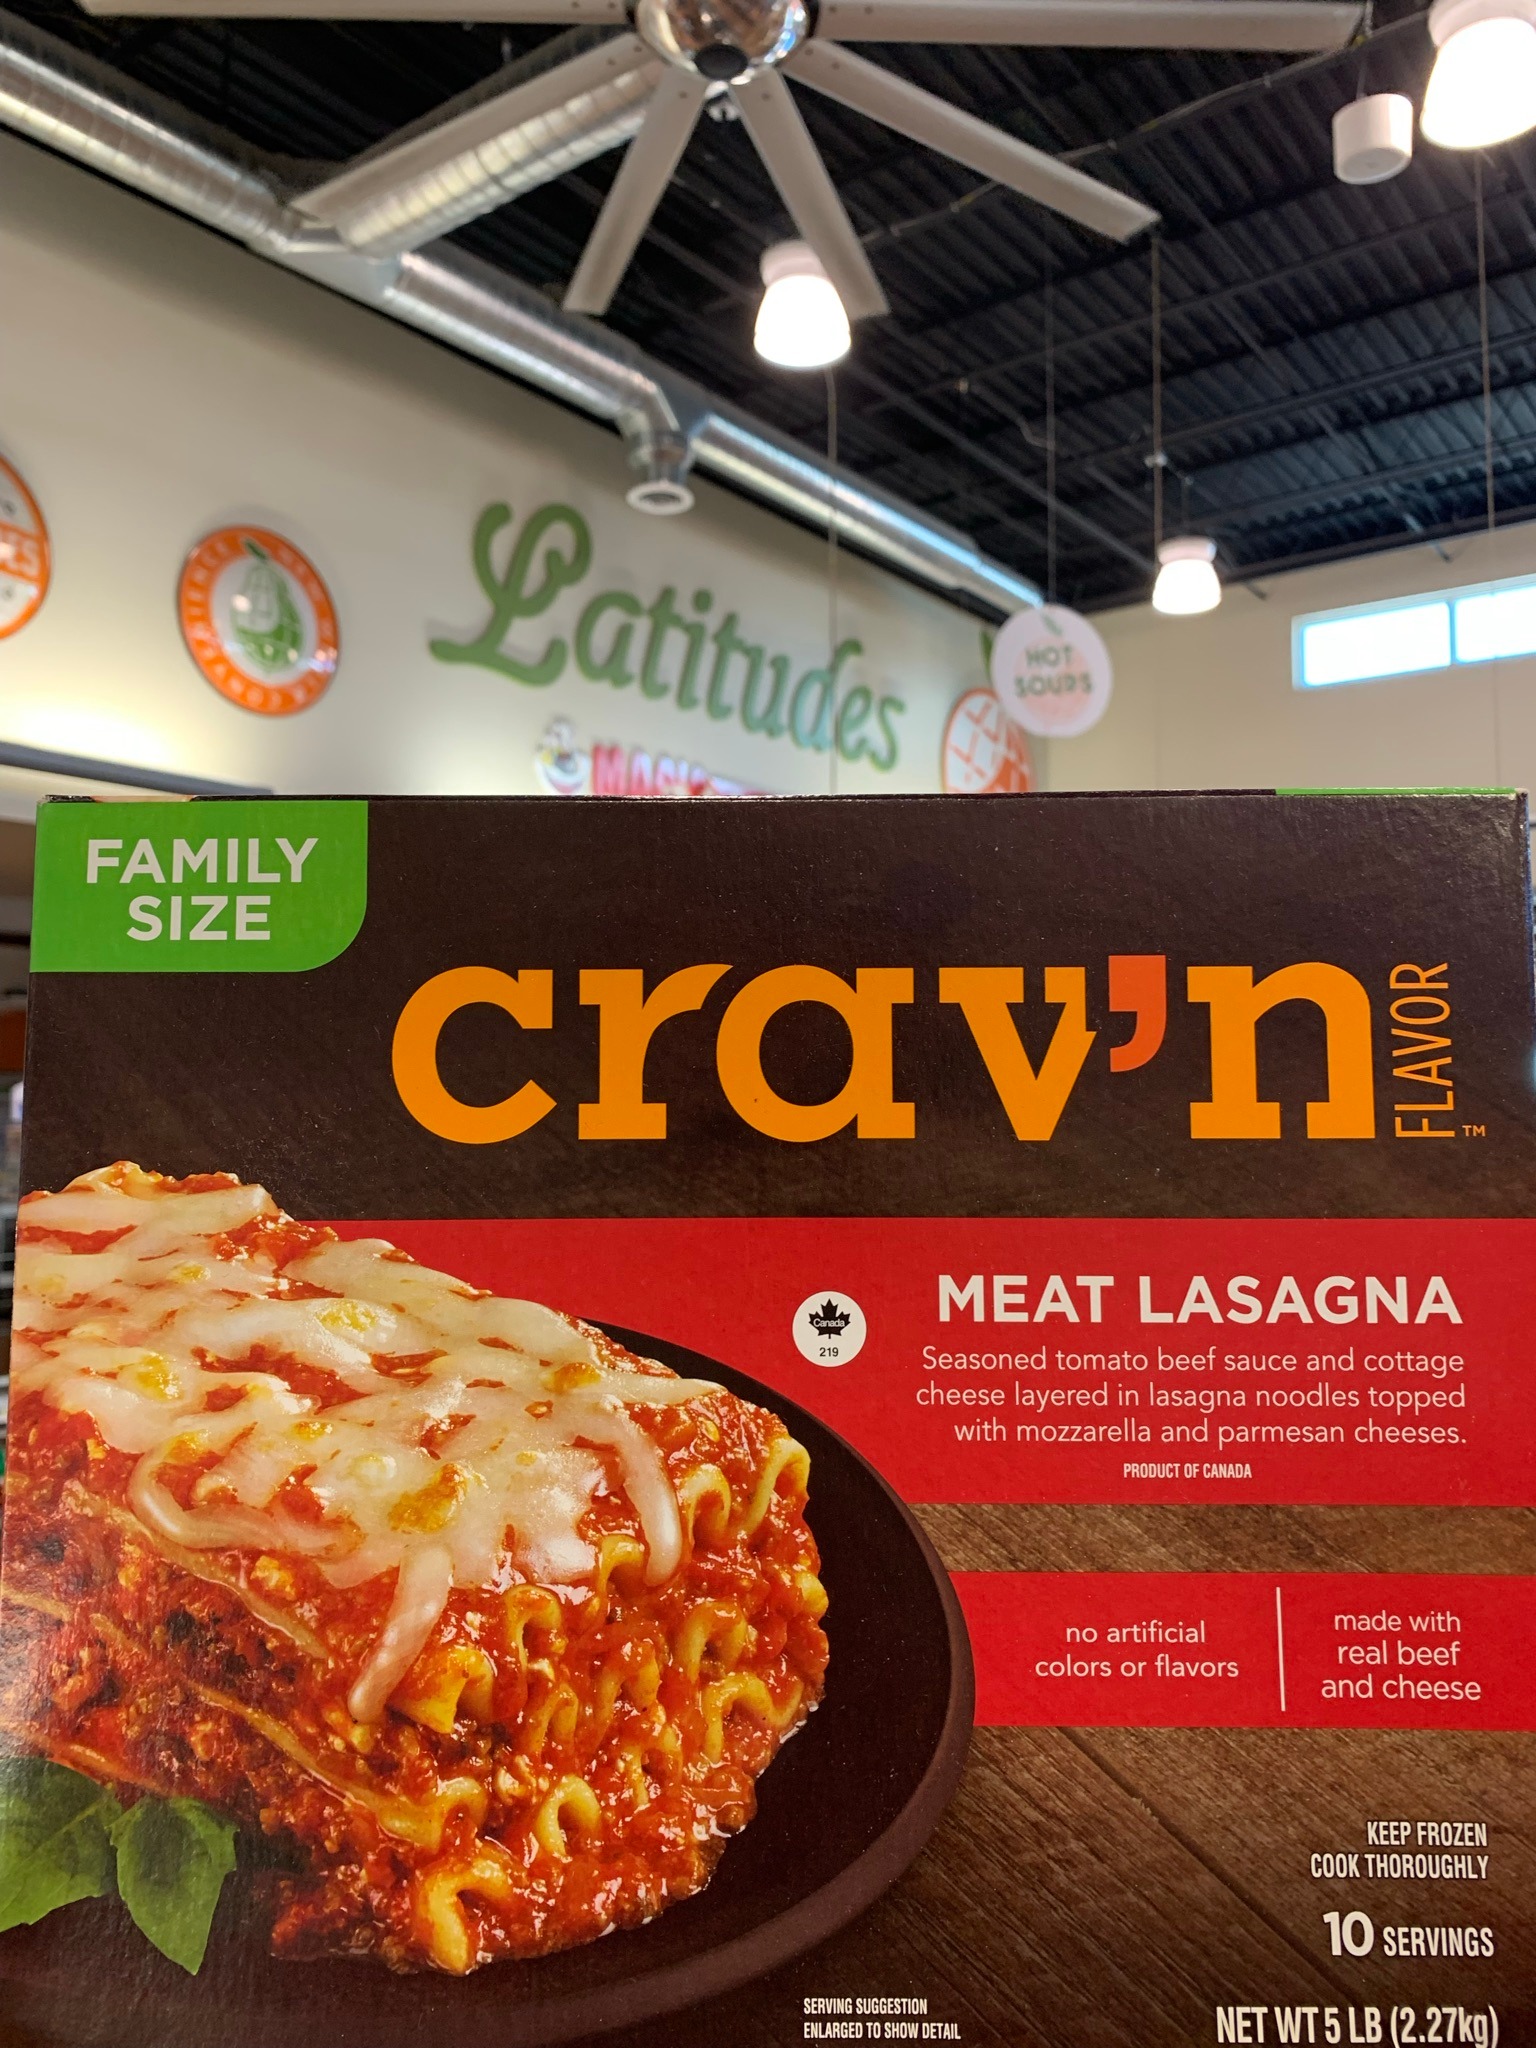 Latitudes
HOT
SOUPS
FAMILY
SIZE
crav'n
FLAVOR
TM
MEAT LASAGNA
Canada
219
Seasoned tomato beef sauce and cottage
cheese layered in lasagna noodles topped
with mozzarella and parmesan cheeses.
PRODUCT OF CANADA
no artificial
colors or flavors
made with
real beef
and cheese
KEEP FROZEN
COOK THOROUGHLY
10 SERVINGS
SERVING SUGGESTION
ENLARGED TO SHOW DETAIL
NET WT 5 LB (2.27kg)